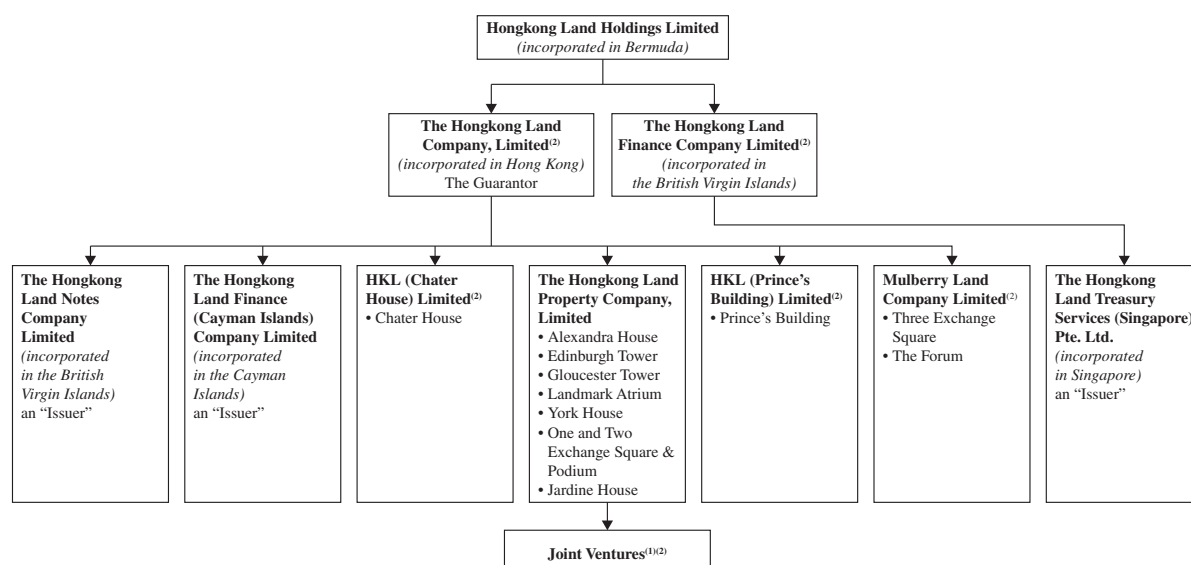 Hongkong Land Holdings Limited
(incorporated in Bermuda)
The Hongkong Land
Company, Limited(2)
(incorporated in Hong Kong)
The Guarantor
The Hongkong Land
Finance Company Limited(2)
(incorporated in
the British Virgin Islands)
The Hongkong
Land Notes
Company
Limited
(incorporated
in the British
Virgin Islands)
an “Issuer”
The Hongkong
Land Finance
(Cayman Islands)
Company Limited
(incorporated
in the Cayman
Islands)
an “Issuer”
HKL (Chater
House) Limited(2)
• Chater House
The Hongkong Land
Property Company,
Limited
• Alexandra House
• Edinburgh Tower
• Gloucester Tower
• Landmark Atrium
• York House
• One and Two
Exchange Square &
Podium
• Jardine House
HKL (Prince’s
Building) Limited(2)
• Prince’s Building
Mulberry Land
Company Limited(2)
• Three Exchange
Square
• The Forum
The Hongkong
Land Treasury
Services (Singapore)
Pte. Ltd.
(incorporated
in Singapore)
an “Issuer”
Joint Ventures(1)(2)